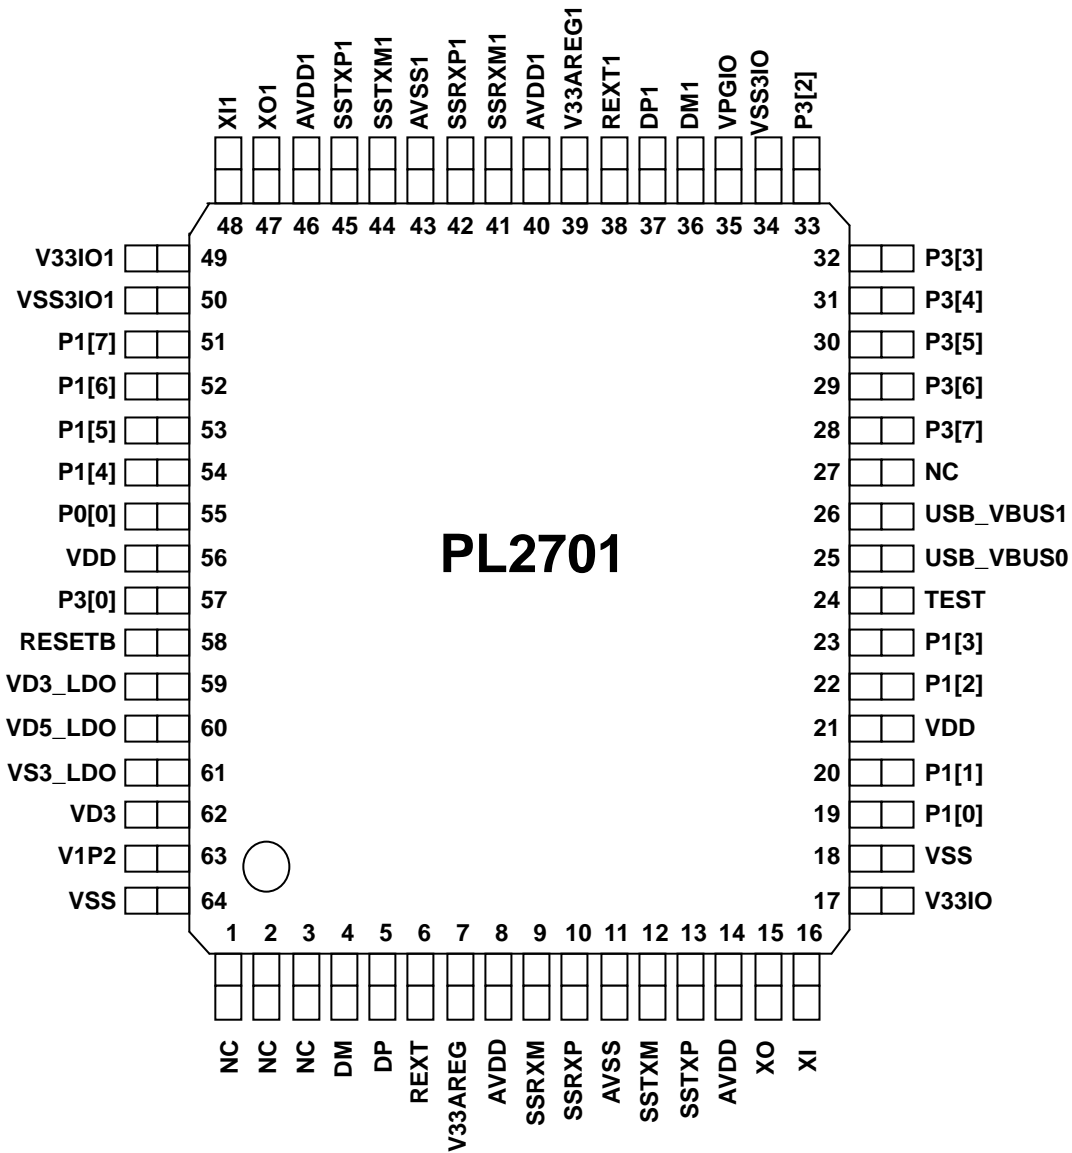 XI1
XO1
AVDD1
SSTXP1
SSTXM1
AVSS1
SSRXP1
SSRXM1
AVDD1
V33AREG1
REXT1
DP1
DM1
VPGIO
VSS3IO
P3[2]
48 47 46 45 44 43 42 41 40 39 38 37 36 35 34 33
V33IO1 49 32 P3[3]
VSS3IO1 50 31 P3[4]
P1[7] 51 30 P3[5]
P1[6] 52 29 P3[6]
P1[5] 53 28 P3[7]
P1[4] 54 27 NC
P0[0] 55 26 USB_VBUS1
PL2701
VDD 56 25 USB_VBUS0
P3[0] 57 24 TEST
RESETB 58 23 P1[3]
VD3_LDO 59 22 P1[2]
VD5_LDO 60 21 VDD
VS3_LDO 61 20 P1[1]
VD3 62 19 P1[0]
V1P2 63 18 VSS
VSS 64 17 V33IO
1 2 3 4 5 6 7 8 9 10 11 12 13 14 15 16
NC
NC
NC
DM
DP
REXT
V33AREG
AVDD
SSRXM
SSRXP
AVSS
SSTXM
SSTXP
AVDD
XO
XI